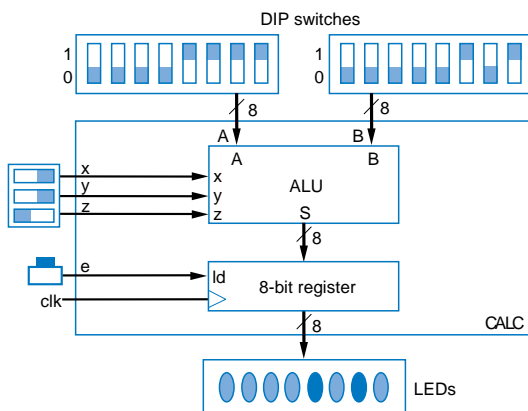 DIP switches
1
0
1
0
8
8
A
B
A
B
x
y
z
x
y
z
ALU
S
8
e
ld
clk
8-bit register
8
CALC
LEDs